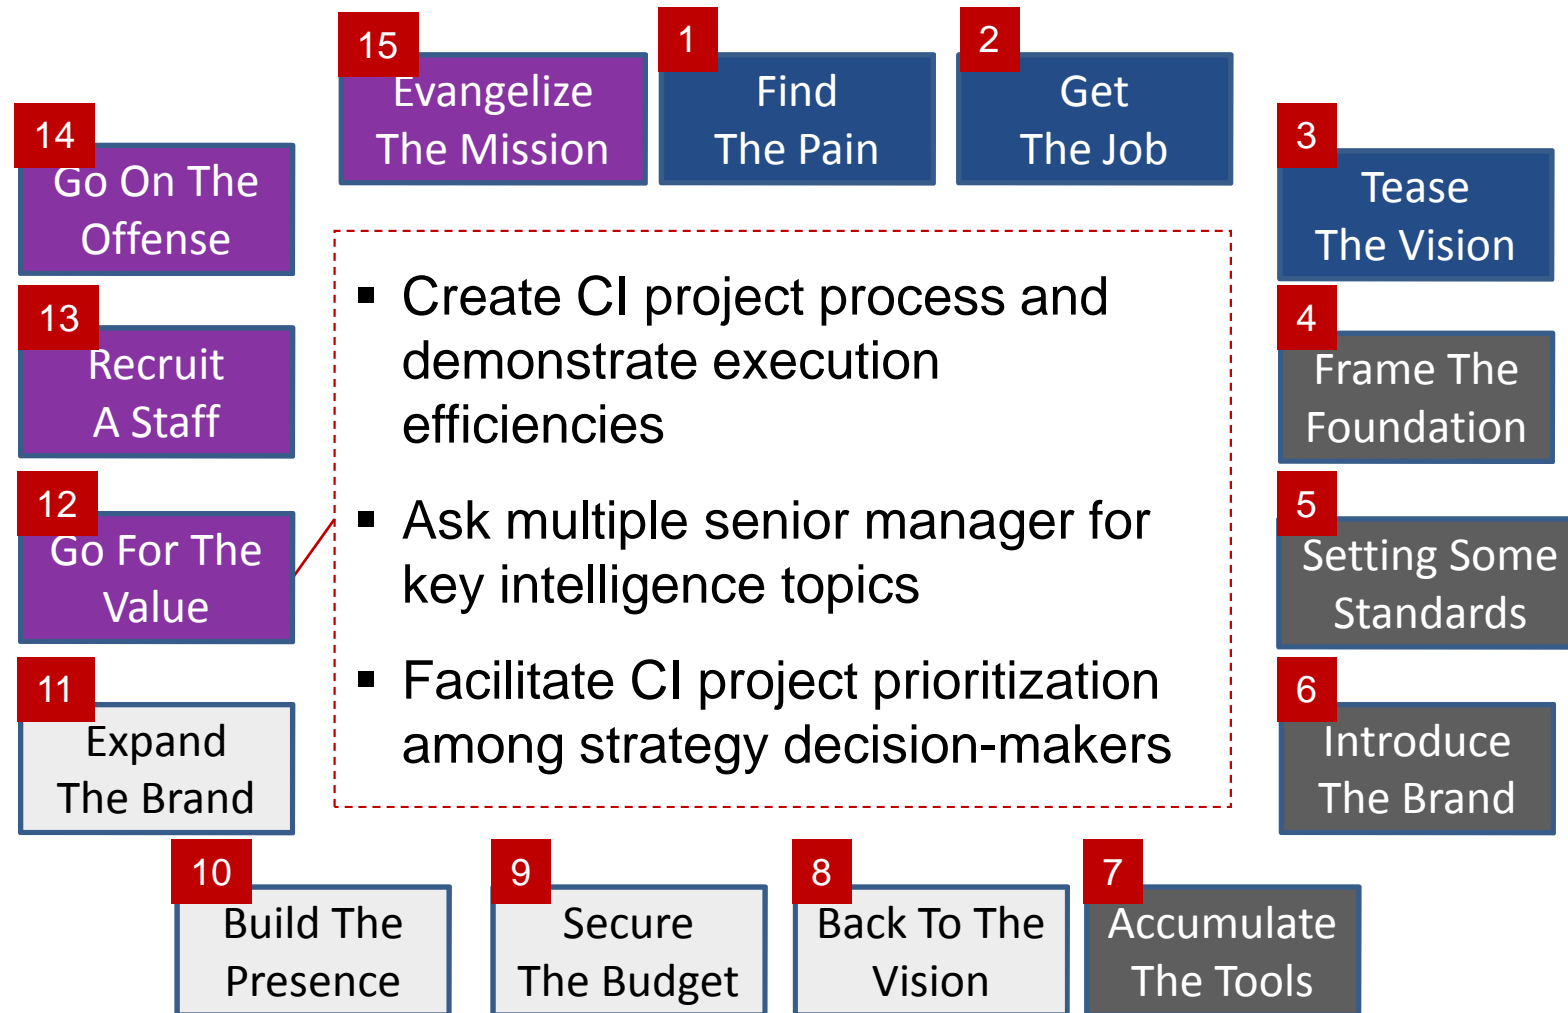 15
Evangelize
The Mission
1
Find
The Pain
2
Get
The Job
3
Tease
The Vision
4
Frame The
Foundation
5
Setting Some
Standards
6
Introduce
The Brand
7
Accumulate
The Tools
8
Back To The
Vision
9
Secure
The Budget
10
Build The
Presence
11
Expand
The Brand
12
Go For The
Value
13
Recruit
A Staff
14
Go On The
Offense
▪ Create CI project process and
demonstrate execution
efficiencies
▪ Ask multiple senior manager for
key intelligence topics
▪ Facilitate CI project prioritization
among strategy decision-makers